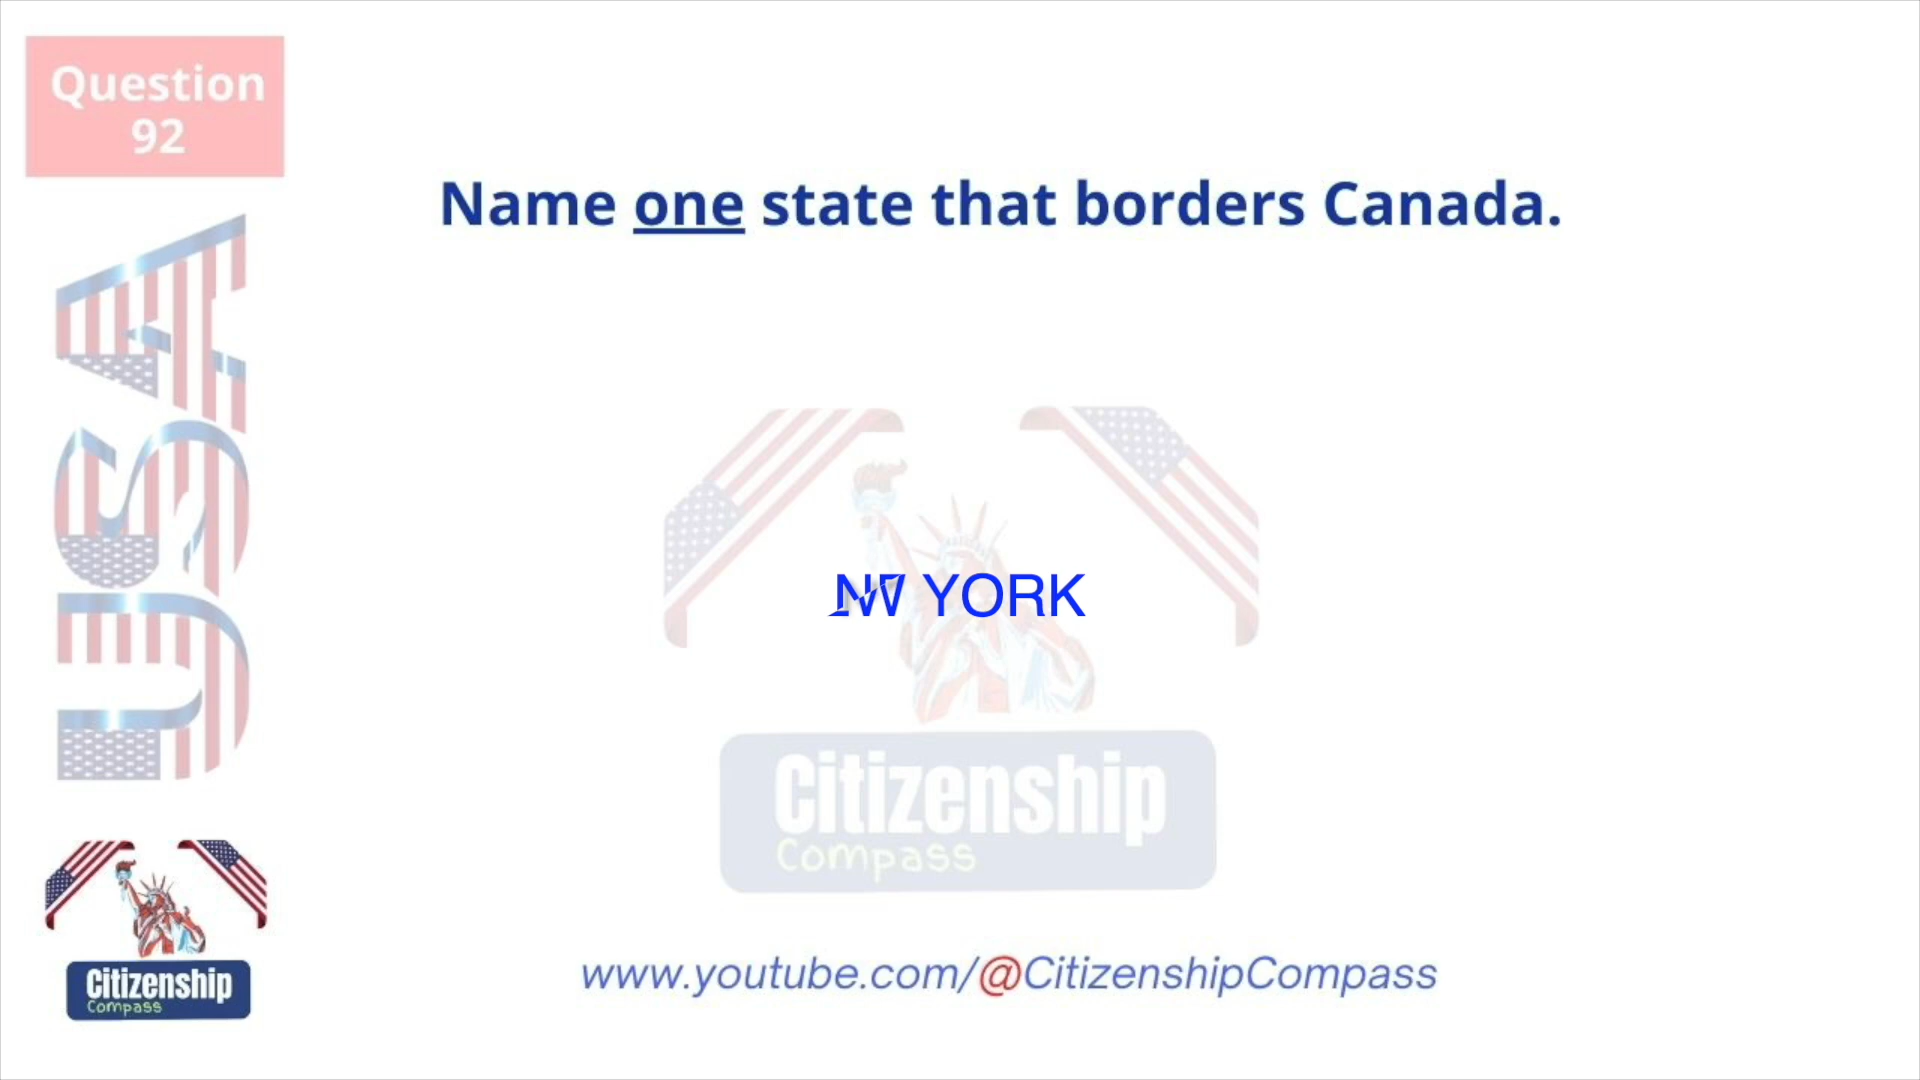 Question
92
Name one state that borders Canada.
YORK
Citizenship
Compass
www.youtube.com/@CitizenshipCompass
USA
Citizenship
Compass